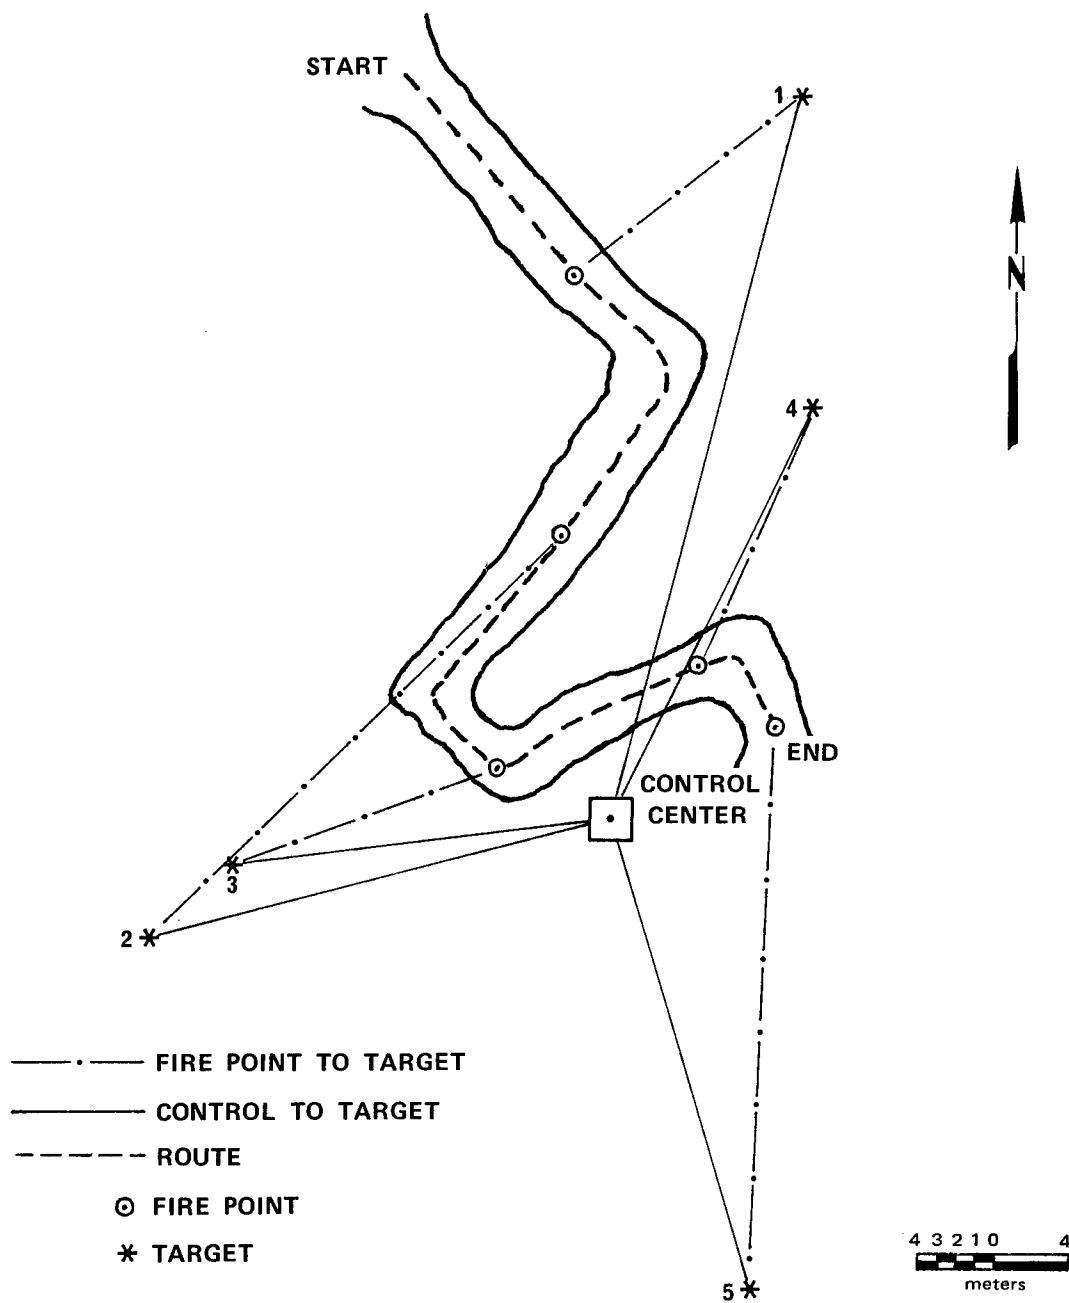 START
1
N
4
END
CONTROL
CENTER
3
2
FIRE POINT TO TARGET
CONTROL TO TARGET
ROUTE
FIRE POINT
TARGET
4 3 2 1 0 4
meters
5